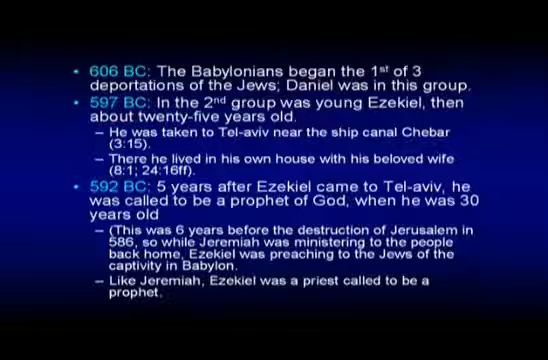 • 606 BC: The Babylonians began the 1st of 3
deportations of the Jews; Daniel was in this group.
• 597 BC: In the 2nd group was young Ezekiel, then
about twenty-five years old.
– He was taken to Tel-aviv near the ship canal Chebar
(3:15).
– There he lived in his own house with his beloved wife
(8:1; 24:16ff).
• 592 BC: 5 years after Ezekiel came to Tel-aviv, he
was called to be a prophet of God, when he was 30
years old
– (This was 6 years before the destruction of Jerusalem in
586, so while Jeremiah was ministering to the people
back home, Ezekiel was preaching to the Jews of the
captivity in Babylon.
– Like Jeremiah, Ezekiel was a priest called to be a
prophet.